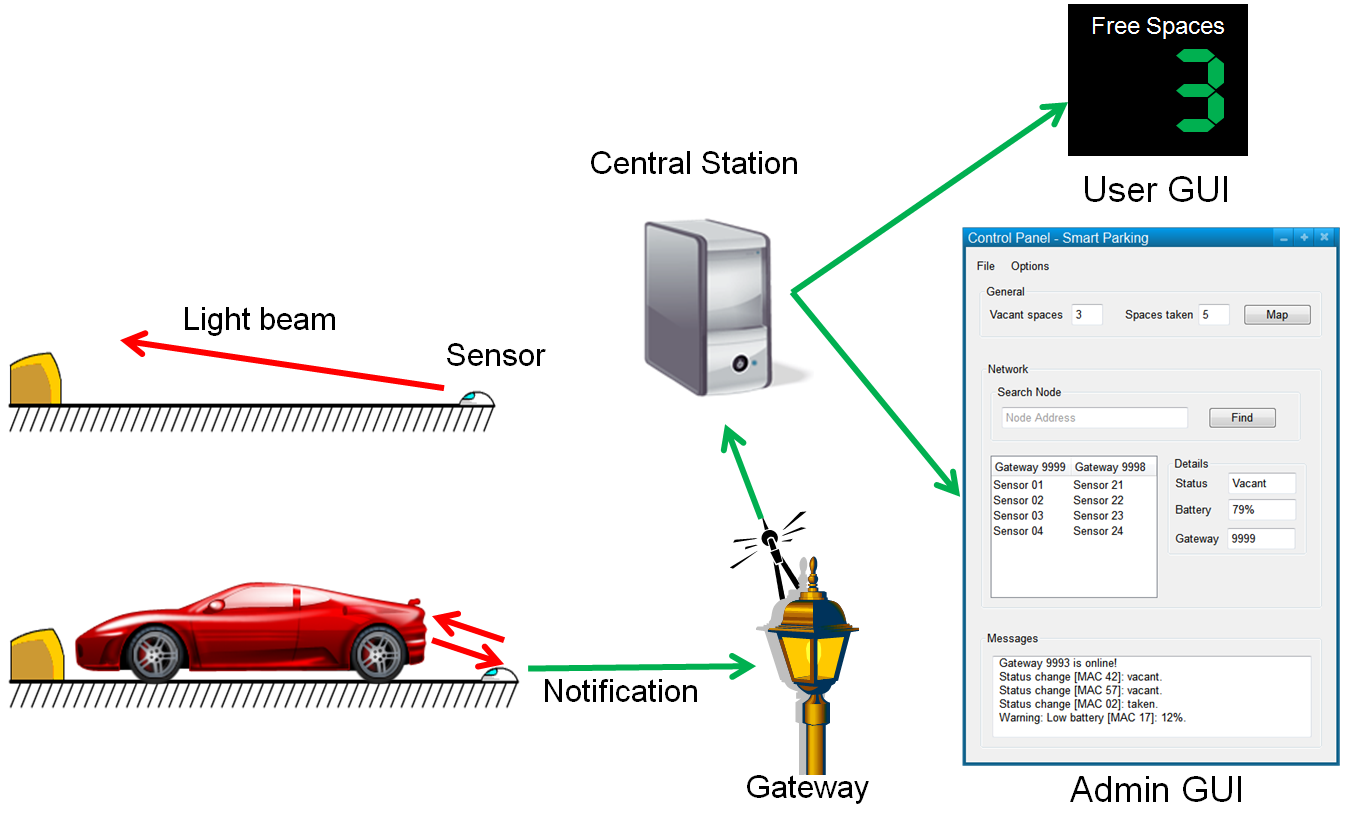 Free Spaces
3
User GUI
Central Station
Light beam
Sensor
Notification
Gateway
Control Panel - Smart Parking
File Options
General
Vacant spaces 3 Spaces taken 5 Map
Network
Search Node
Node Address Find
Gateway 9999 Gateway 9998
Sensor 01 Sensor 21
Sensor 02 Sensor 22
Sensor 03 Sensor 23
Sensor 04 Sensor 24
Details
Status Vacant
Battery 79%
Gateway 9999
Messages
Gateway 9993 is online!
Status change [MAC 42]: vacant.
Status change [MAC 57]: vacant.
Status change [MAC 02]: taken.
Warning: Low battery [MAC 17]: 12%.
Admin GUI